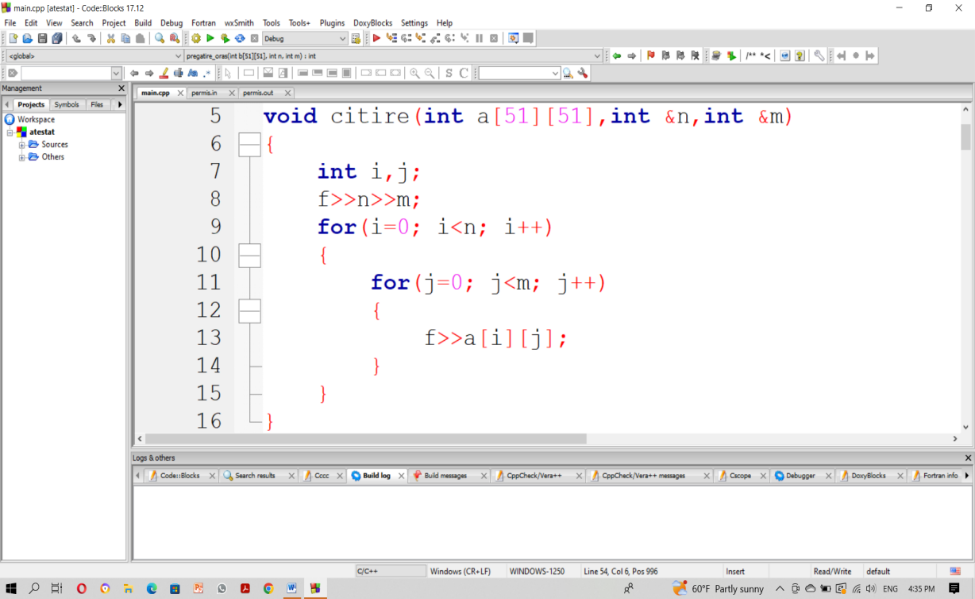 main.cpp [atestat] - Code::Blocks 17.12
File Edit View Search Project Build Debug Fortran wxSmith Tools Tools+ Plugins DoxyBlocks Settings Help
Debug
<global>
pregatire_oras(int b[51][51], int n, int m) : int
/** *<
S C
Management
main.cpp permis.in permis.out
Projects Symbols Files
Workspace
atestat
Sources
Others
5 void citire(int a[51][51],int &n,int &m)
6 {
7 int i,j;
8 f>>n>>m;
9 for(i=0; i<n; i++)
10 {
11 for(j=0; j<m; j++)
12 {
13 f>>a[i][j];
14 }
15 }
16 }
Logs & others
Code::Blocks Search results Cccc Build log Build messages CppCheck/Vera++ CppCheck/Vera++ messages Cscope Debugger DoxyBlocks Fortran info
C/C++ Windows (CR+LF) WINDOWS-1250 Line 54, Col 6, Pos 996 Insert Read/Write default
60°F Partly sunny ENG 4:35 PM